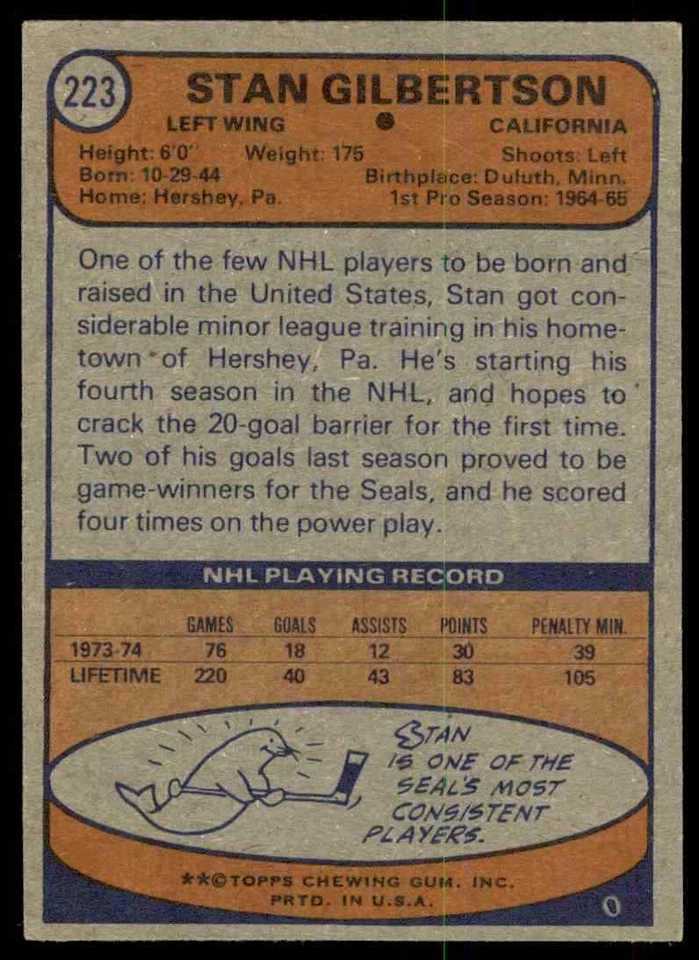 223
STAN GILBERTSON
LEFT WING CALIFORNIA
Height: 6'0" Weight: 175 Shoots: Left
Born: 10-29-44 Birthplace: Duluth, Minn.
Home: Hershey, Pa. 1st Pro Season: 1964-65
One of the few NHL players to be born and
raised in the United States, Stan got con-
siderable minor league training in his home-
town of Hershey, Pa. He's starting his
fourth season in the NHL, and hopes to
crack the 20-goal barrier for the first time.
Two of his goals last season proved to be
game-winners for the Seals, and he scored
four times on the power play.
NHL PLAYING RECORD
GAMES GOALS ASSISTS POINTS PENALTY MIN.
1973-74 76 18 12 30 39
LIFETIME 220 40 43 83 105
STAN
IS ONE OF THE
SEAL'S MOST
CONSISTENT
PLAYERS.
**©TOPPS CHEWING GUM, INC.
PRTD. IN U.S.A.
0